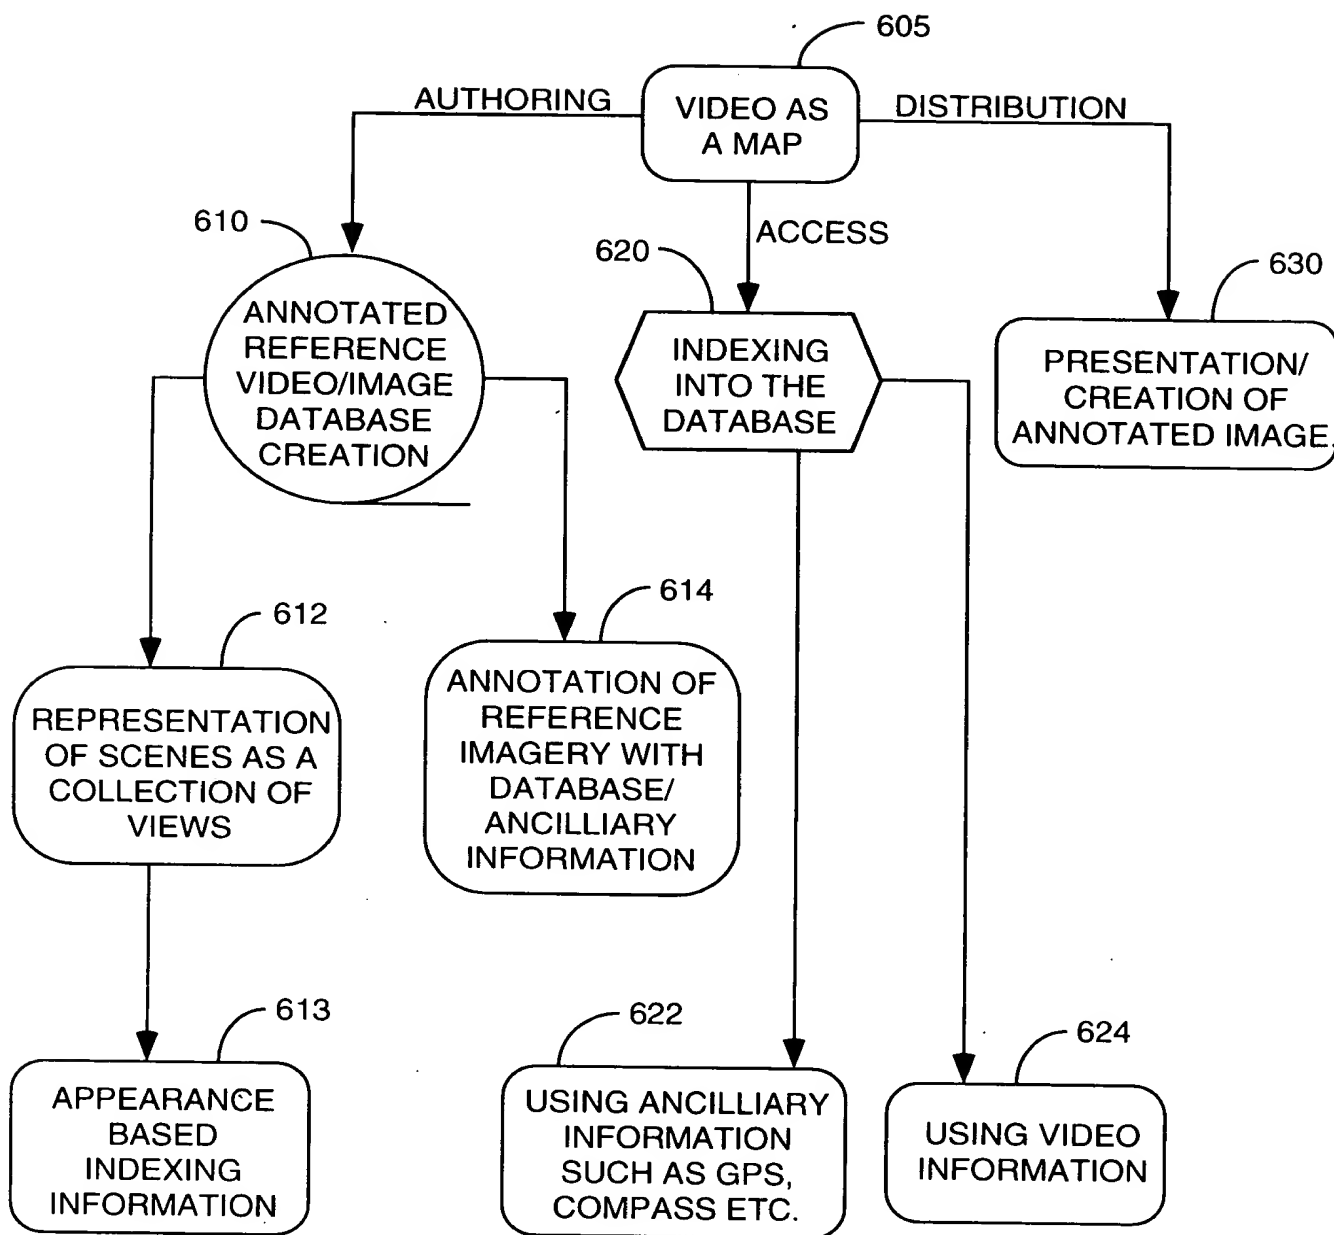 605
VIDEO AS
A MAP
AUTHORING
DISTRIBUTION
ACCESS
610
ANNOTATED
REFERENCE
VIDEO/IMAGE
DATABASE
CREATION
620
INDEXING
INTO THE
DATABASE
630
PRESENTATION/
CREATION OF
ANNOTATED IMAGE.
612
REPRESENTATION
OF SCENES AS A
COLLECTION OF
VIEWS
614
ANNOTATION OF
REFERENCE
IMAGERY WITH
DATABASE/
ANCILLIARY
INFORMATION
613
APPEARANCE
BASED
INDEXING
INFORMATION
622
USING ANCILLIARY
INFORMATION
SUCH AS GPS,
COMPASS ETC.
624
USING VIDEO
INFORMATION